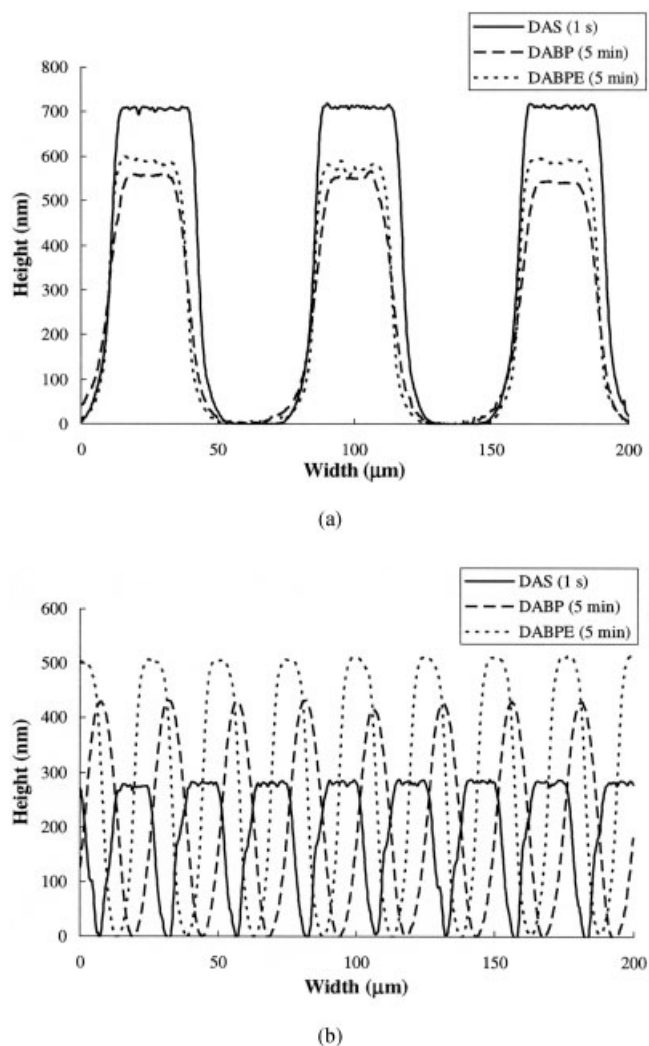 DAS (1 s)
DABP (5 min)
DABPE (5 min)
800
700
600
500
400
300
200
100
0
Height (nm)
0 50 100 150 200
Width (μm)
(a)
DAS (1 s)
DABP (5 min)
DABPE (5 min)
600
500
400
300
200
100
0
Height (nm)
0 50 100 150 200
Width (μm)
(b)